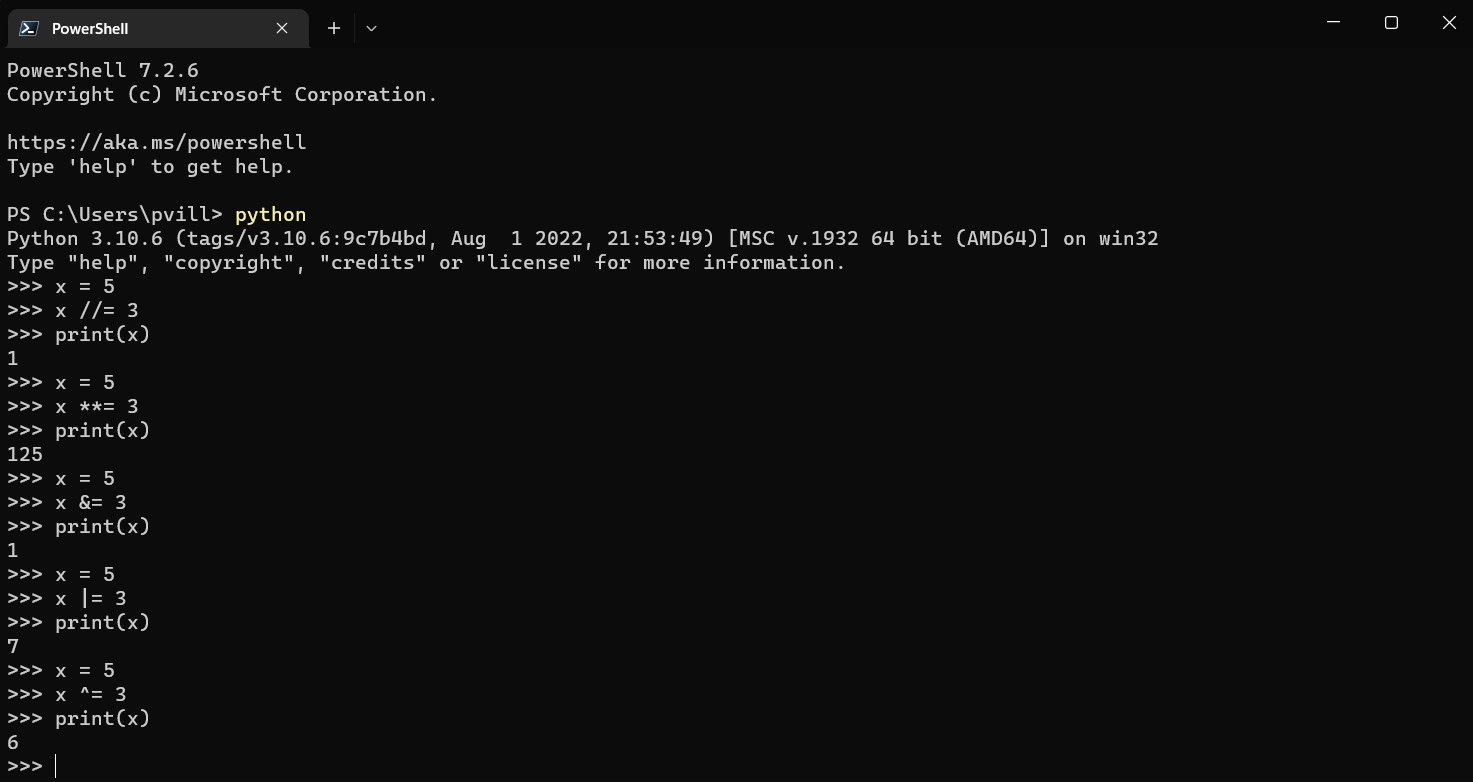 PowerShell
PowerShell 7.2.6
Copyright (c) Microsoft Corporation.
https://aka.ms/powershell
Type 'help' to get help.
PS C:\Users\pvill> python
Python 3.10.6 (tags/v3.10.6:9c7b4bd, Aug  1 2022, 21:53:49) [MSC v.1932 64 bit (AMD64)] on win32
Type "help", "copyright", "credits" or "license" for more information.
>>> x = 5
>>> x //= 3
>>> print(x)
1
>>> x = 5
>>> x **= 3
>>> print(x)
125
>>> x = 5
>>> x &= 3
>>> print(x)
1
>>> x = 5
>>> x |= 3
>>> print(x)
7
>>> x = 5
>>> x ^= 3
>>> print(x)
6
>>>